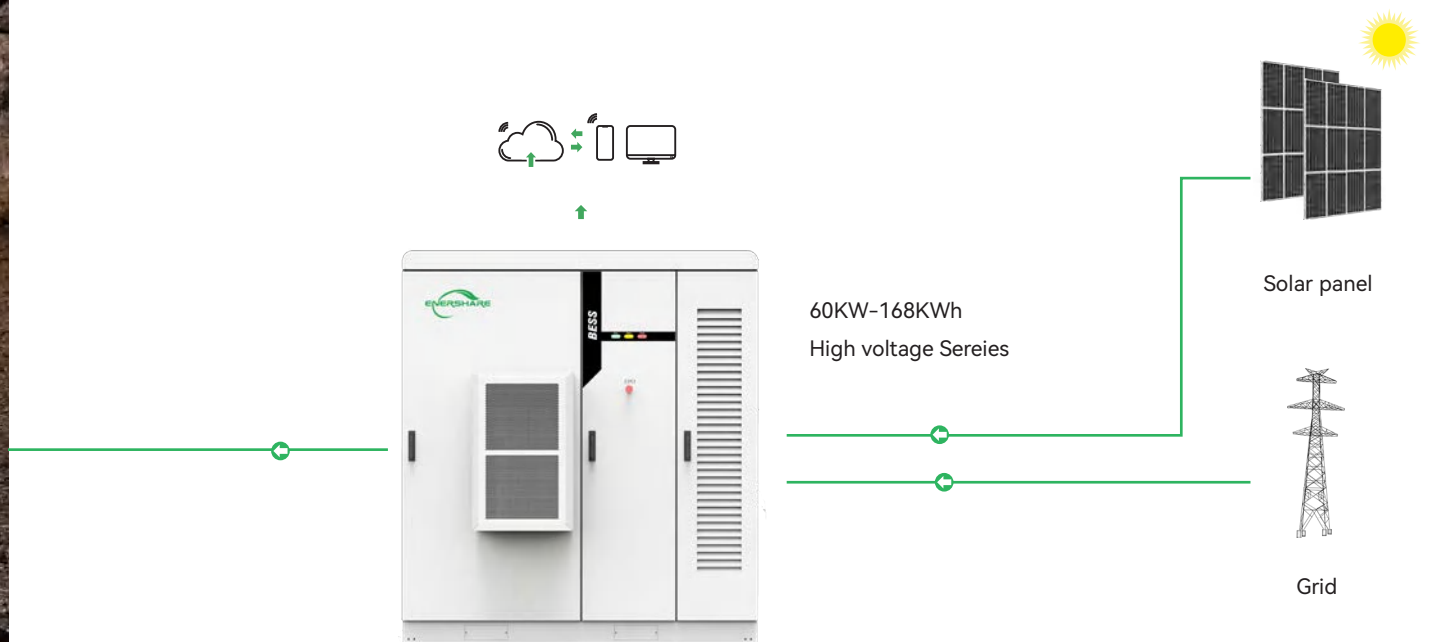 ENERSHARE
BESS
60KW-168KWh
High voltage Sereies
Solar panel
Grid